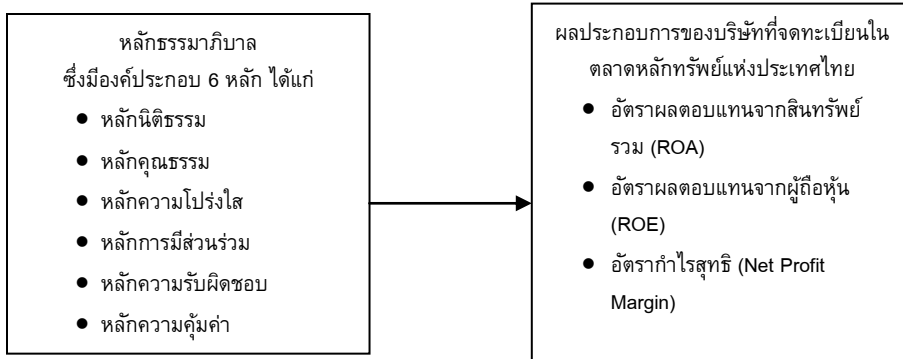 หลักธรรมาภิบาล
ซึ่งมีองค์ประกอบ 6 หลัก ได้แก่
● หลักนิติธรรม
● หลักคุณธรรม
● หลักความโปร่งใส
● หลักการมีส่วนร่วม
● หลักความรับผิดชอบ
● หลักความคุ้มค่า
ผลประกอบการของบริษัทที่จดทะเบียนใน
ตลาดหลักทรัพย์แห่งประเทศไทย
● อัตราผลตอบแทนจากสินทรัพย์
รวม (ROA)
● อัตราผลตอบแทนจากผู้ถือหุ้น
(ROE)
● อัตรากำไรสุทธิ (Net Profit
Margin)